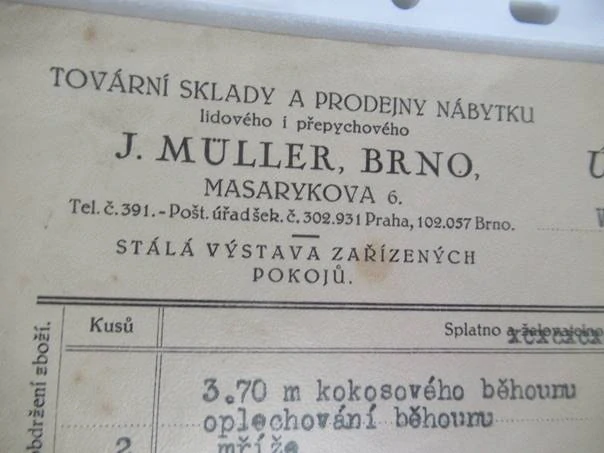 TOVÁRNÍ SKLADY A PRODEJNY NÁBYTKU
lidového i přepychového
J. MÜLLER, BRNO,
MASARYKOVA 6.
Tel. č. 391. - Pošt. úřad šek. č. 302.931 Praha, 102.057 Brno.
STÁLÁ VÝSTAVA ZAŘÍZENÝCH
POKOJŮ.
obdržení zboží.
Kusů
Splatno
3.70 m kokosového běhounu
oplechování běhounu
2 mříže